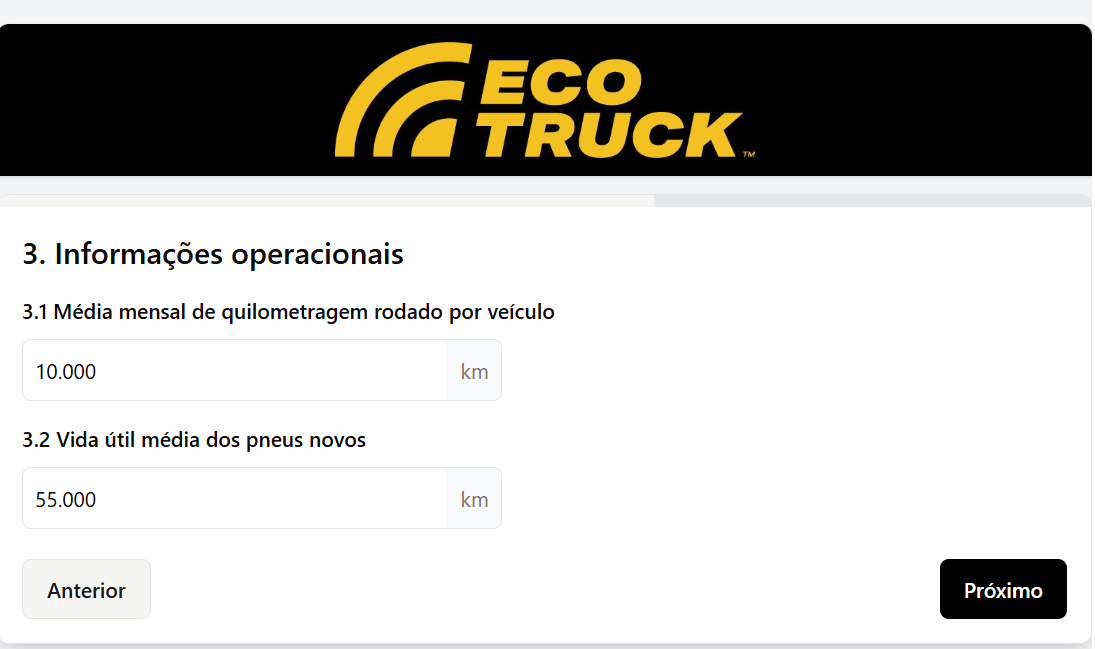 ECO
TRUCK™
3. Informações operacionais
3.1 Média mensal de quilometragem rodado por veículo
10.000 km
3.2 Vida útil média dos pneus novos
55.000 km
Anterior Próximo